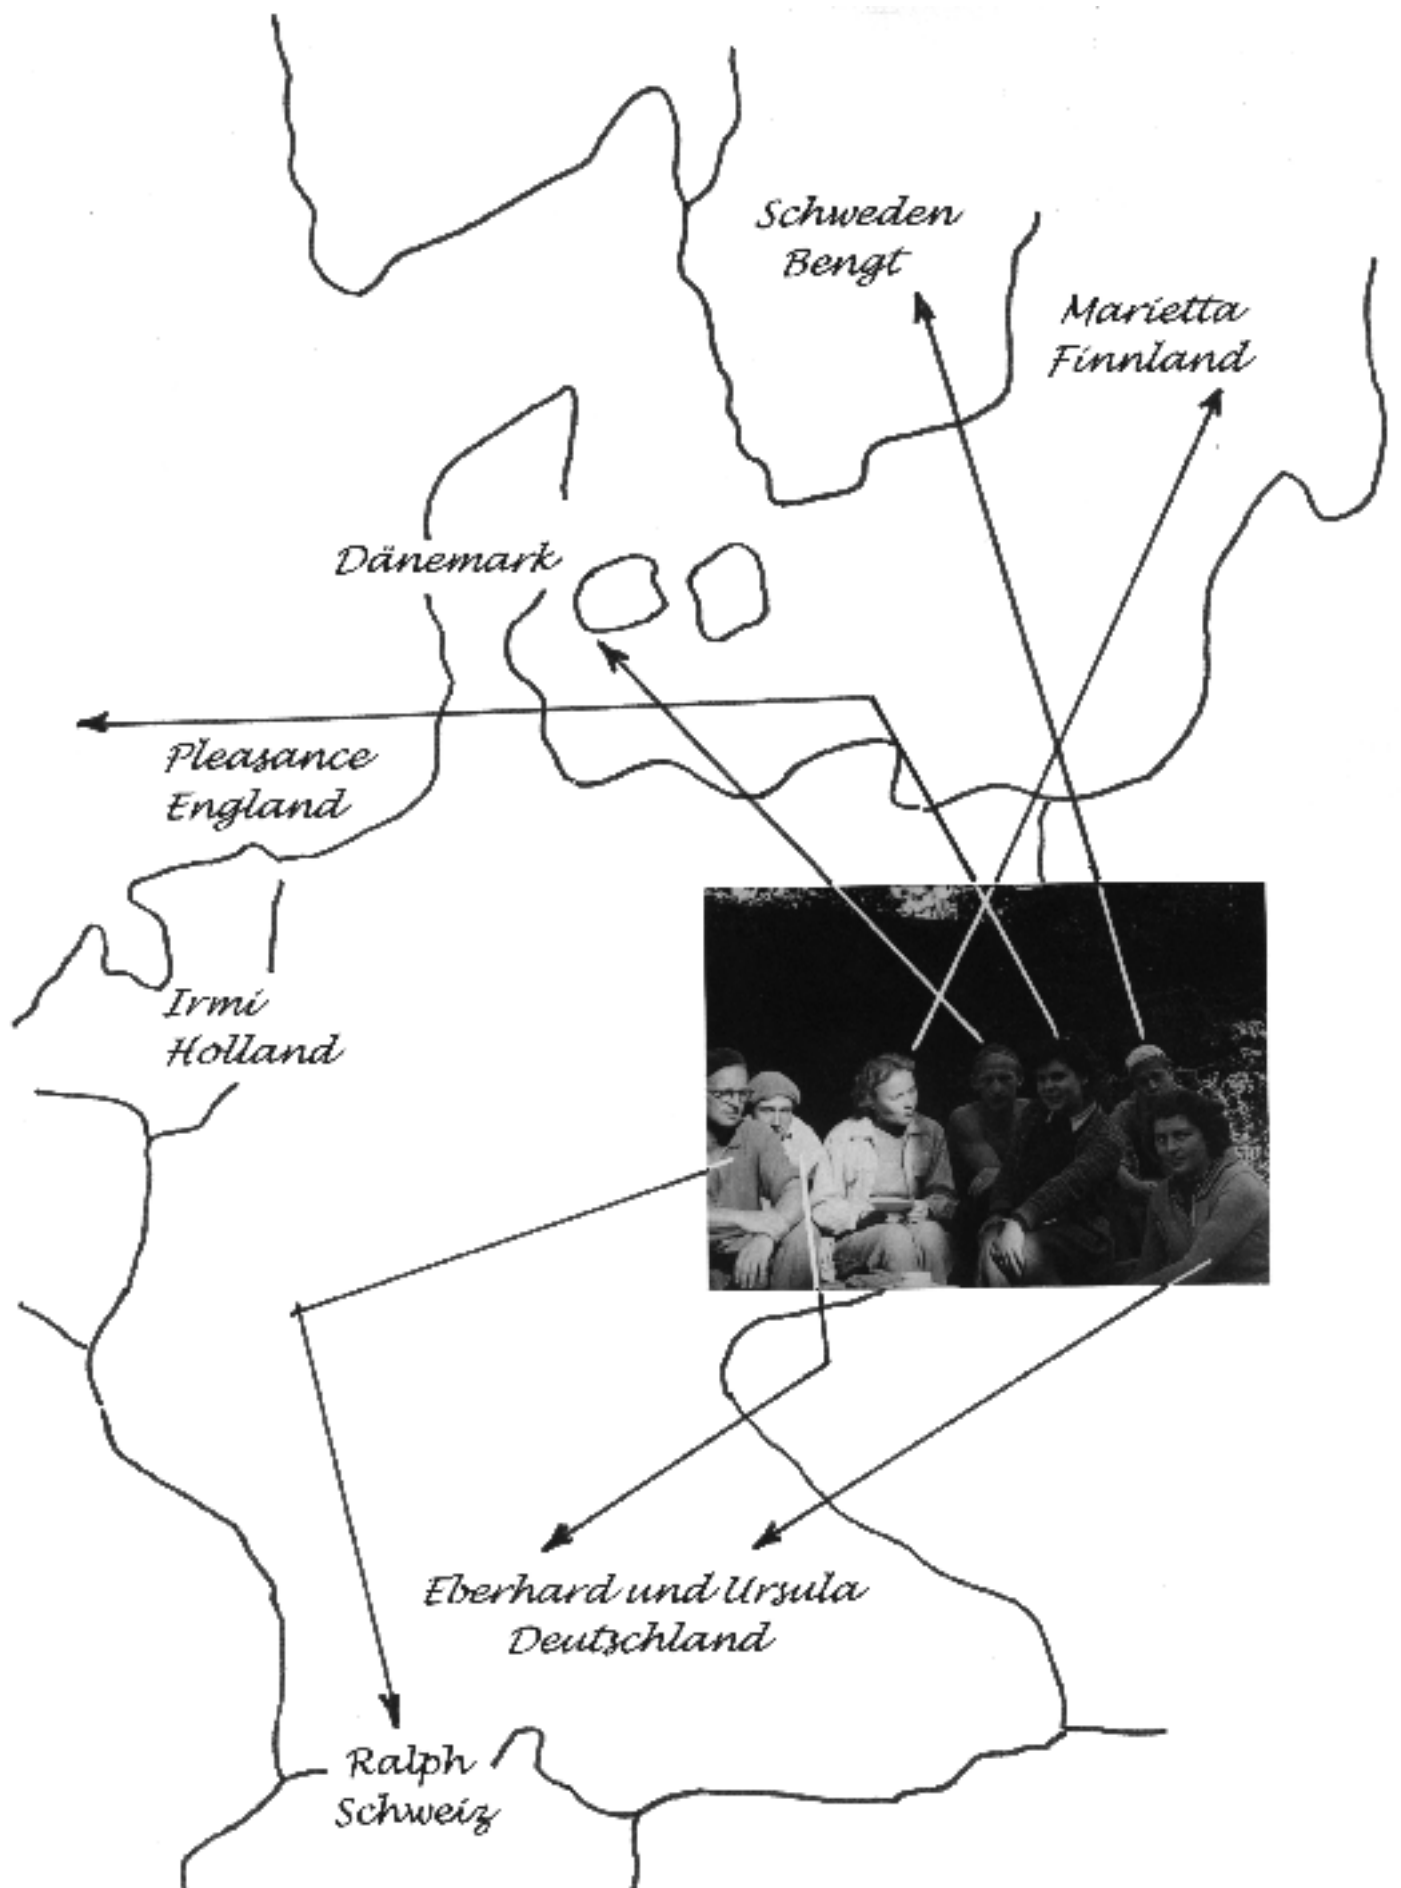 Schweden
Bengt
Marietta
Finnland
Dänemark
Pleasance
England
Irmi
Holland
Eberhard und Ursula
Deutschland
Ralph
Schweiz